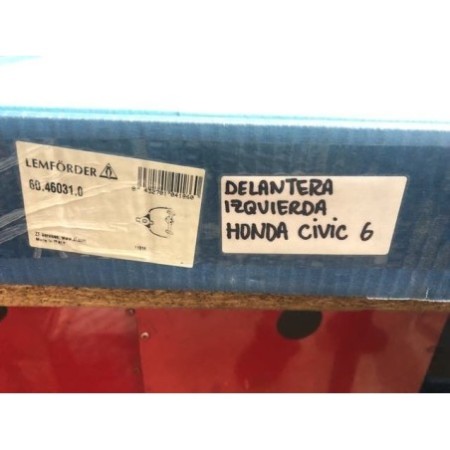 LEMFÖRDER
60.46031.0
DELANTERA
IZQUIERDA
HONDA CIVIC 6